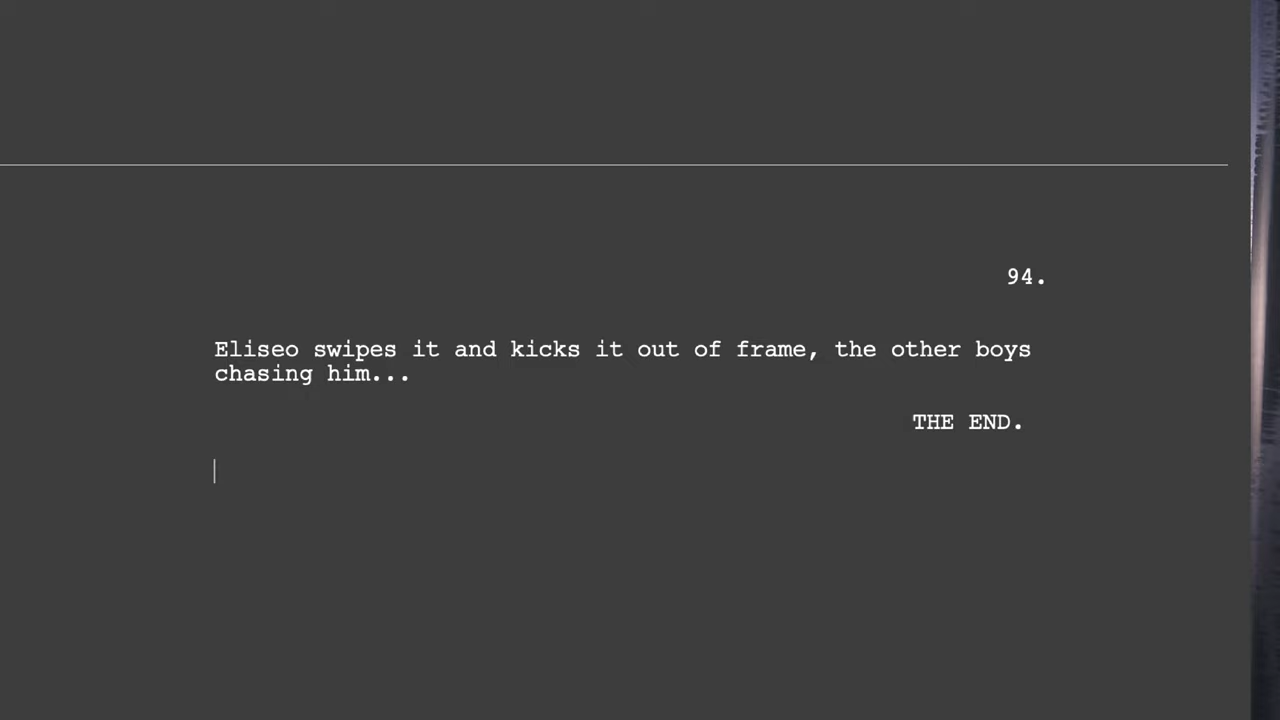 94.
Eliseo swipes it and kicks it out of frame, the other boys
chasing him...
THE END.